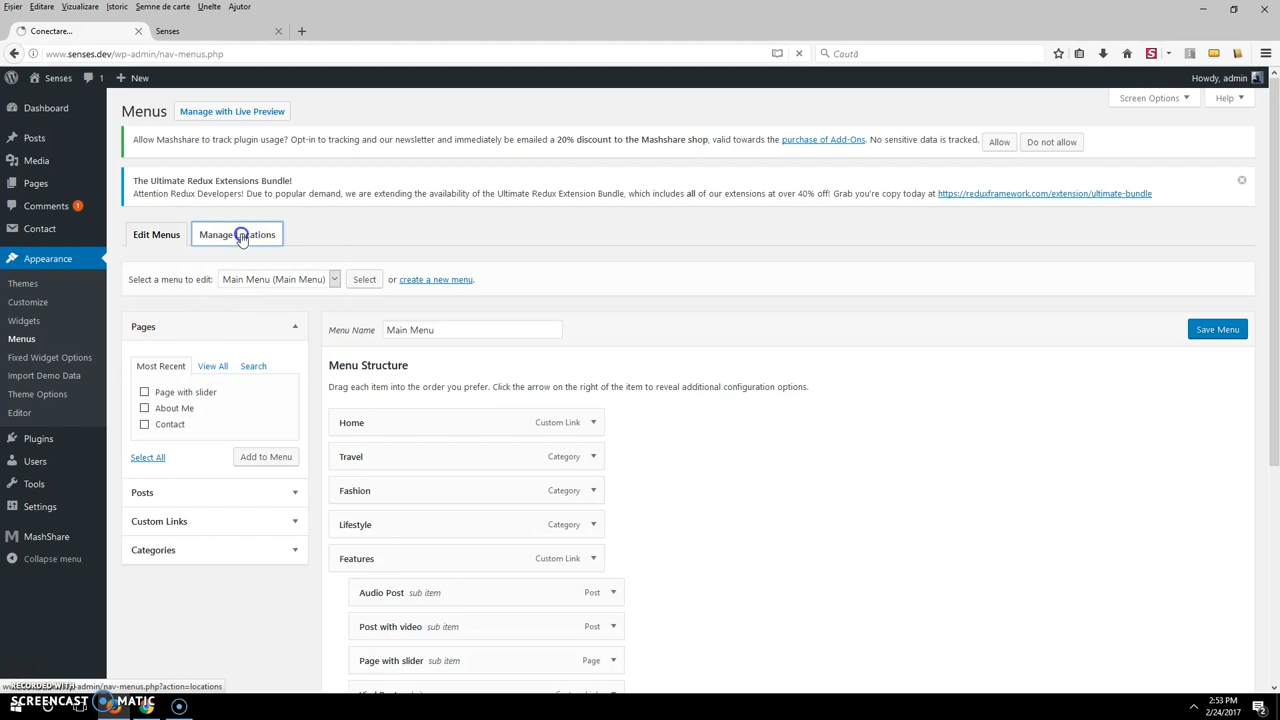 Fișier Editare Vizualizare Istoric Semne de carte Unelte Ajutor
Conectare...
Senses
www.senses.dev/wp-admin/nav-menus.php
Caută
Senses 1 New
Howdy, admin
Dashboard
Posts
Media
Pages
Comments 1
Contact
Appearance
Themes
Customize
Widgets
Menus
Fixed Widget Options
Import Demo Data
Theme Options
Editor
Plugins
Users
Tools
Settings
MashShare
Collapse menu
Screen Options
Help
Menus
Manage with Live Preview
Allow Mashshare to track plugin usage? Opt-in to tracking and our newsletter and immediately be emailed a 20% discount to the Mashshare shop, valid towards the purchase of Add-Ons. No sensitive data is tracked. Allow Do not allow
The Ultimate Redux Extensions Bundle!
Attention Redux Developers! Due to popular demand, we are extending the availability of the Ultimate Redux Extension Bundle, which includes all of our extensions at over 40% off! Grab you're copy today at https://reduxframework.com/extension/ultimate-bundle
Edit Menus
Manage Locations
Select a menu to edit: Main Menu (Main Menu) Select or create a new menu.
Pages
Most Recent View All Search
Page with slider
About Me
Contact
Select All Add to Menu
Posts
Custom Links
Categories
Menu Name Main Menu Save Menu
Menu Structure
Drag each item into the order you prefer. Click the arrow on the right of the item to reveal additional configuration options.
Home Custom Link
Travel Category
Fashion Category
Lifestyle Category
Features Custom Link
Audio Post sub item Post
Post with video sub item Post
Page with slider sub item Page
RECORDED WITH
SCREENCAST MATIC
2:53 PM
2/24/2017